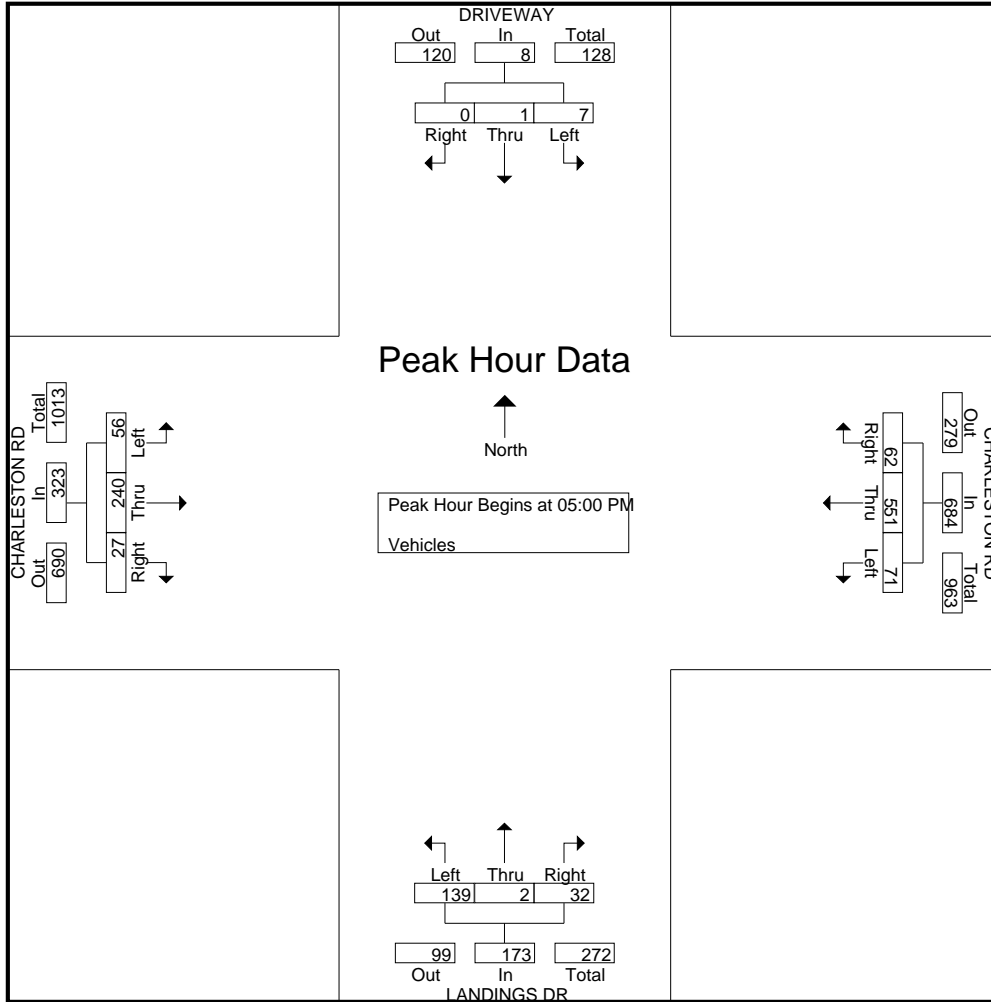 DRIVEWAY
Out In Total
120 8 128
0 1 7
Right Thru Left
Peak Hour Data
North
Peak Hour Begins at 05:00 PM
Vehicles
CHARLESTON RD
Total In Out
1013 323 690
56 240 27
Left Thru Right
CHARLESTON RD
Out In Total
279 684 963
62 551 71
Right Thru Left
Left Thru Right
139 2 32
99 173 272
Out In Total
LANDINGS DR